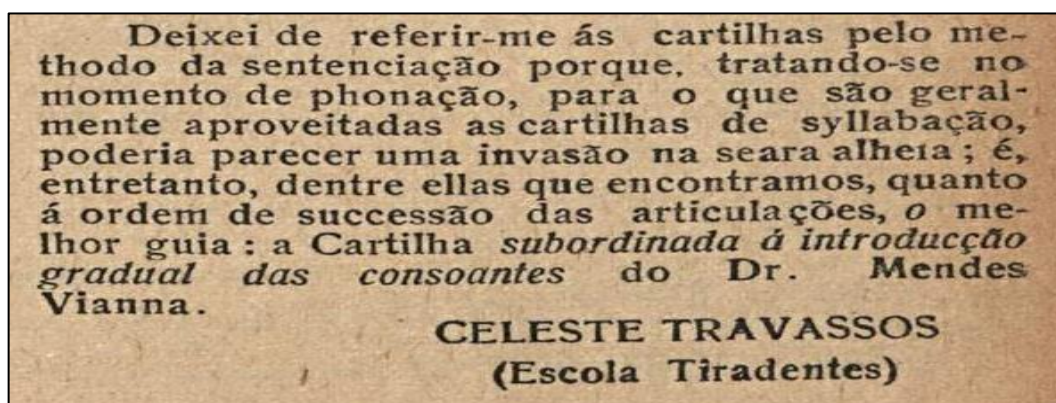 Deixei de referir-me ás cartilhas pelo me-
thodo da sentenciação porque, tratando-se no
momento de phonação, para o que são geral-
mente aproveitadas as cartilhas de syllabação,
poderia parecer uma invasão na seara alheia; é,
entretanto, dentre ellas que encontramos, quanto
á ordem de successão das articulações, o me-
lhor guia: a Cartilha subordinada á introducção
gradual das consoantes do Dr. Mendes
Vianna.
CELESTE TRAVASSOS
(Escola Tiradentes)